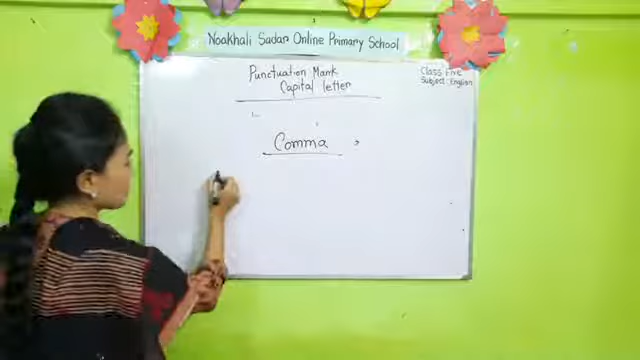 Noakhali Sadar Online Primary School
Punctuation Mark
Capital letter
Class Five
Subject: English
Comma ,